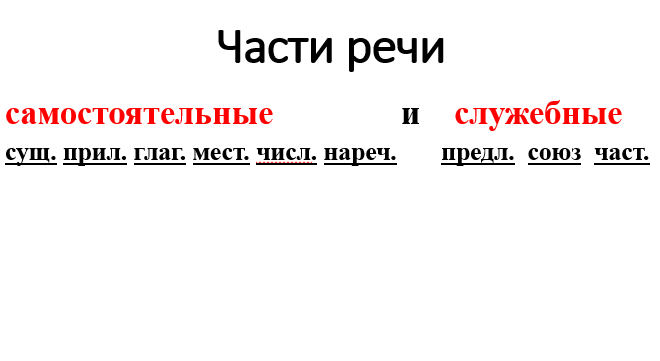 Части речи
самостоятельные и служебные
сущ. прил. глаг. мест. числ. нареч. предл. союз част.